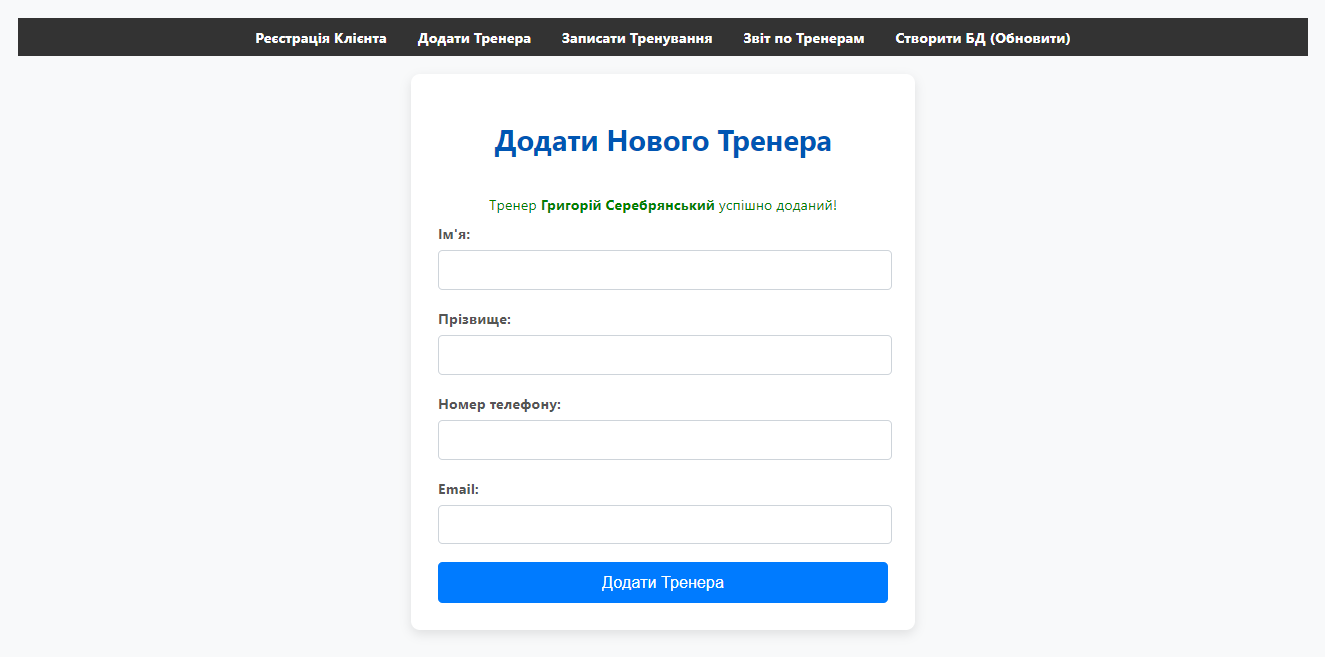 Реєстрація Клієнта Додати Тренера Записати Тренування Звіт по Тренерам Створити БД (Обновити)
Додати Нового Тренера
Тренер Григорій Серебрянський успішно доданий!
Ім'я:
Прізвище:
Номер телефону:
Email:
Додати Тренера